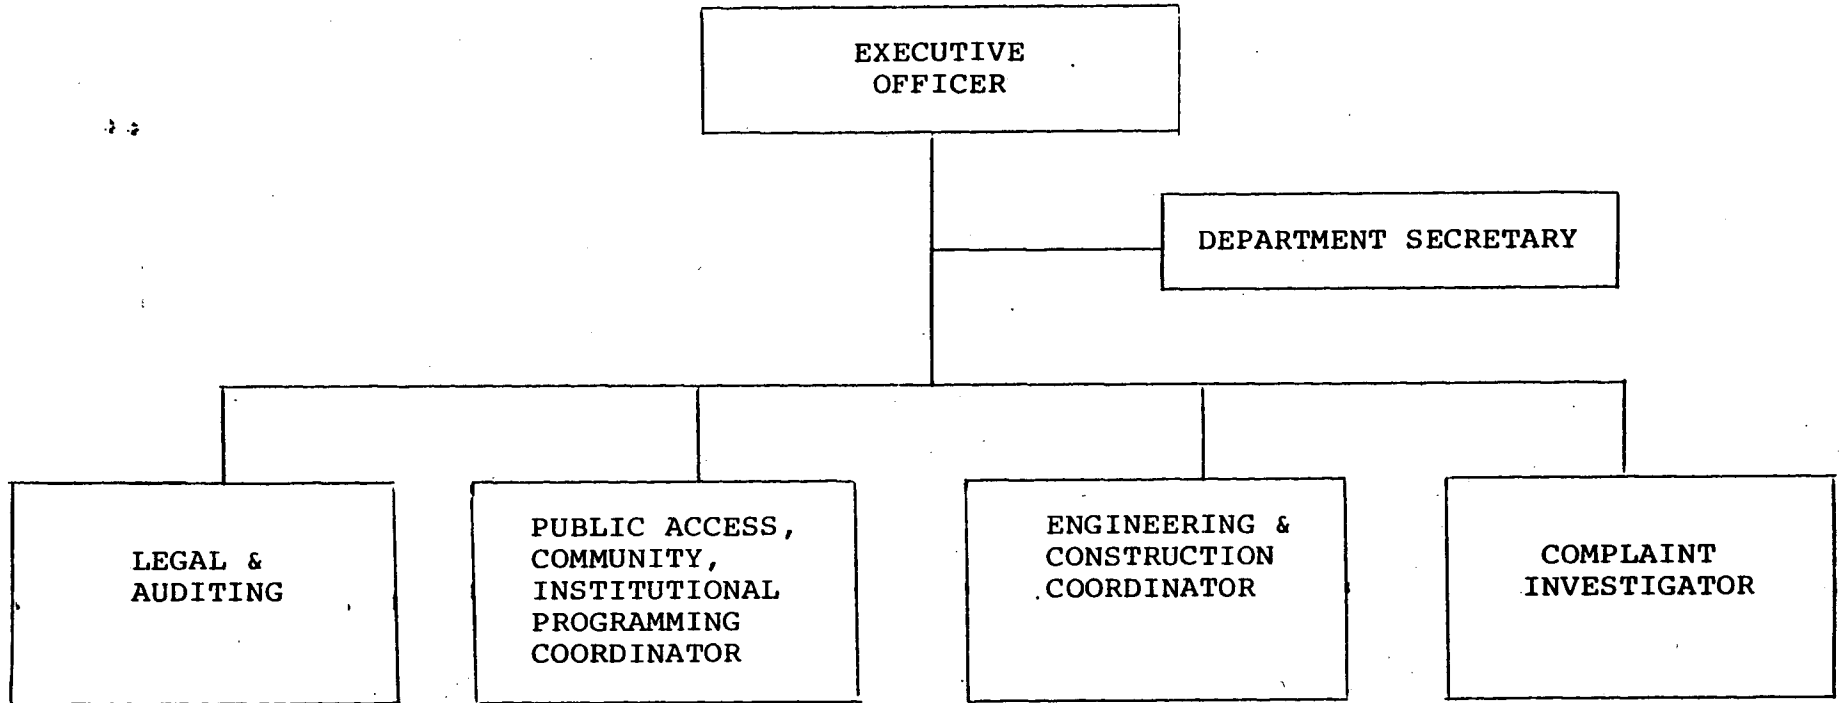 EXECUTIVE
OFFICER
DEPARTMENT SECRETARY
LEGAL &
AUDITING
PUBLIC ACCESS,
COMMUNITY,
INSTITUTIONAL
PROGRAMMING
COORDINATOR
ENGINEERING &
CONSTRUCTION
COORDINATOR
COMPLAINT
INVESTIGATOR